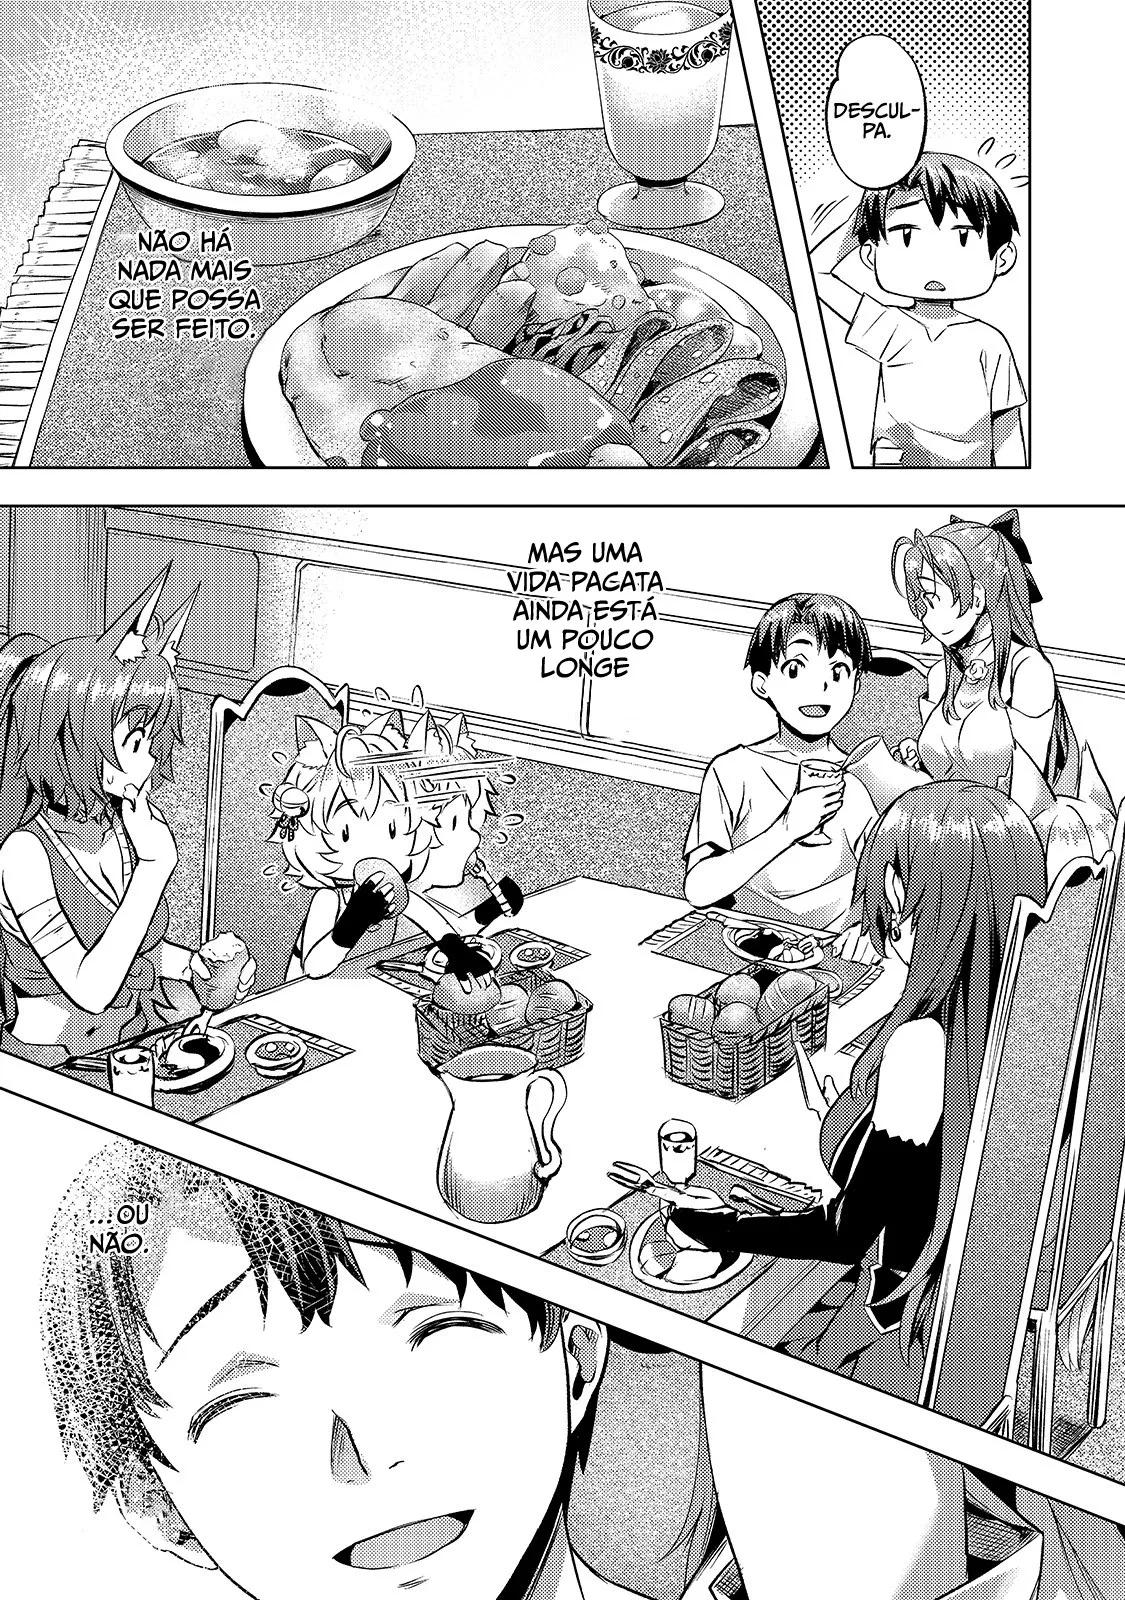 DESCUL-
PA.
NÃO HÁ
NADA MAIS
QUE POSSA
SER FEITO.
MAS UMA
VIDA PACATA
AINDA ESTÁ
UM POUCO
LONGE
...OU
NÃO.